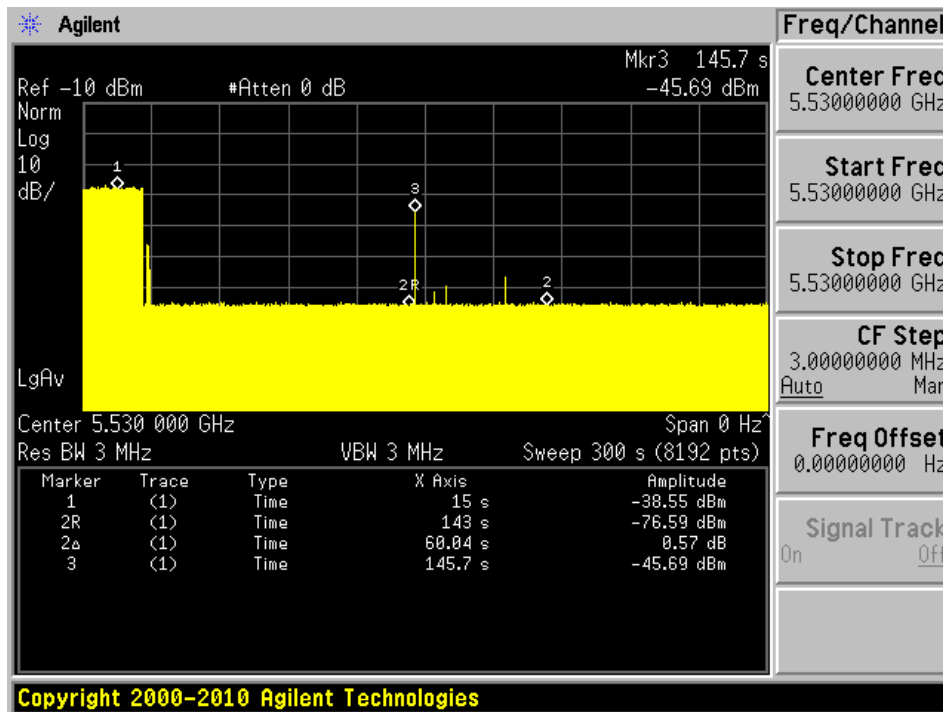 Agilent
Freq/Channel
Mkr3 145.7 s
Ref -10 dBm #Atten 0 dB -45.69 dBm
Norm
Log
10
dB/
1
3
2R
2
LgAv
Center 5.530 000 GHz Span 0 Hz^
Res BW 3 MHz VBW 3 MHz Sweep 300 s (8192 pts)
Marker Trace Type X Axis Amplitude
1 (1) Time 15 s -38.55 dBm
2R (1) Time 143 s -76.59 dBm
2Δ (1) Time 60.04 s 0.57 dB
3 (1) Time 145.7 s -45.69 dBm
Center Freq
5.53000000 GHz
Start Freq
5.53000000 GHz
Stop Freq
5.53000000 GHz
CF Step
3.00000000 MHz
Auto Man
Freq Offset
0.00000000 Hz
Signal Track
On Off
Copyright 2000-2010 Agilent Technologies